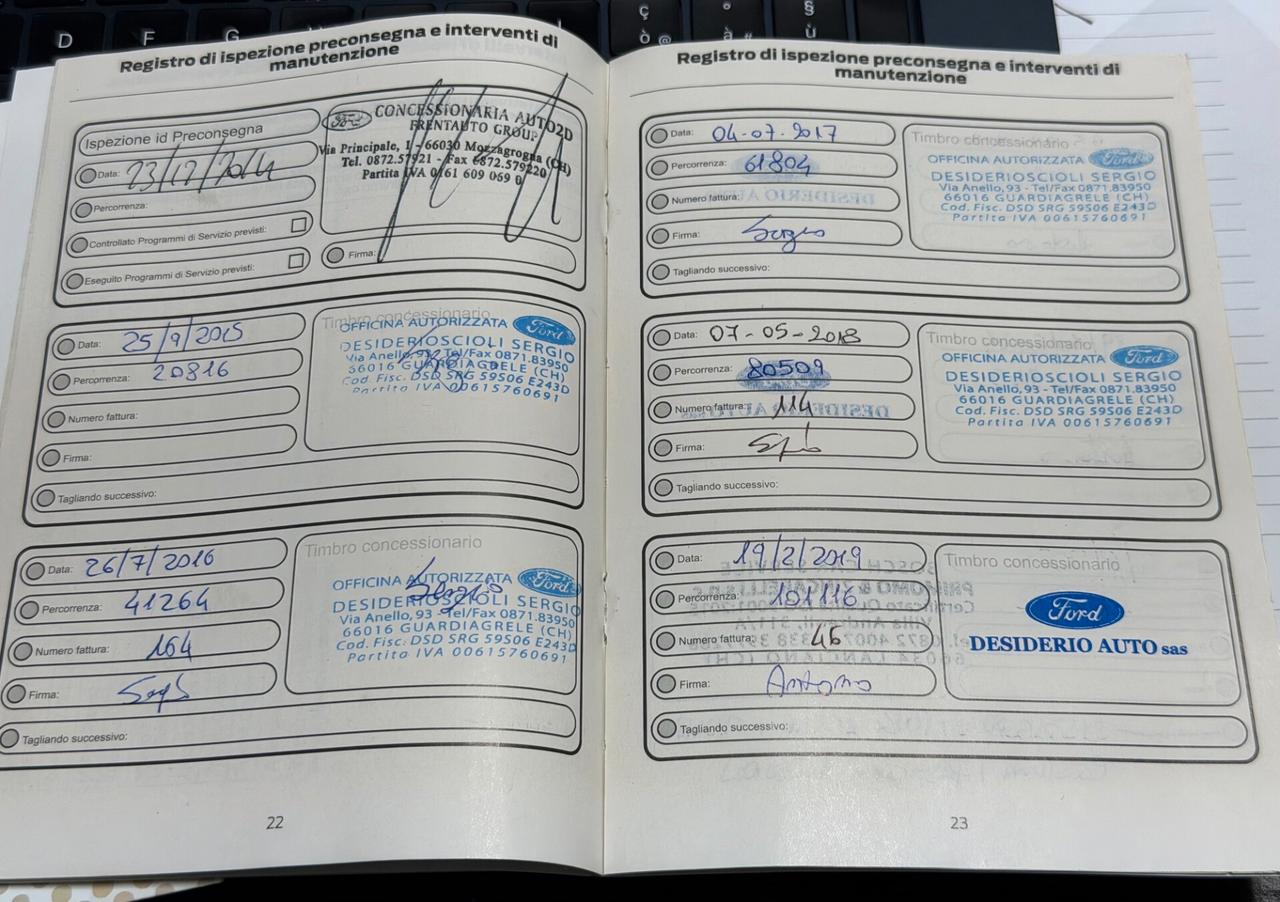 D
F
G
ç
ò @
°
à #
§
ù
Registro di ispezione preconsegna e interventi di
manutenzione
Ispezione id Preconsegna
Data: 23/12/2014
Percorrenza:
Controllato Programmi di Servizio previsti:
Eseguito Programmi di Servizio previsti:
Ford
CONCESSIONARIA AUTO2D
FRENTAUTO GROUP
Via Principale, 1 - 66030 Mozzagrogna (CH)
Tel. 0872.57921 - Fax 0872.579220
Partita IVA 0 161 609 069 0
Firma:
Data: 25/9/2015
Percorrenza: 20816
Numero fattura:
Firma:
Tagliando successivo:
Timbro concessionario
OFFICINA AUTORIZZATA Ford
DESIDERIOSCIOLI SERGIO
Via Anello, 93 - Tel/Fax 0871.83950
66016 GUARDIAGRELE (CH)
Cod. Fisc. DSD SRG 59S06 E243D
Partita IVA 00615760691
Data: 26/7/2016
Percorrenza: 41264
Numero fattura: 164
Firma:
Tagliando successivo:
Timbro concessionario
OFFICINA AUTORIZZATA Ford
DESIDERIOSCIOLI SERGIO
Via Anello, 93 - Tel/Fax 0871.83950
66016 GUARDIAGRELE (CH)
Cod. Fisc. DSD SRG 59S06 E243D
Partita IVA 00615760691
22
Registro di ispezione preconsegna e interventi di
manutenzione
Data: 04-07-2017
Percorrenza: 61804
Numero fattura:
Firma: Sergio
Tagliando successivo:
Timbro concessionario
OFFICINA AUTORIZZATA Ford
DESIDERIOSCIOLI SERGIO
Via Anello, 93 - Tel/Fax 0871.83950
66016 GUARDIAGRELE (CH)
Cod. Fisc. DSD SRG 59S06 E243D
Partita IVA 00615760691
Data: 07-05-2018
Percorrenza: 80509
Numero fattura: 114
Firma:
Tagliando successivo:
Timbro concessionario
OFFICINA AUTORIZZATA Ford
DESIDERIOSCIOLI SERGIO
Via Anello, 93 - Tel/Fax 0871.83950
66016 GUARDIAGRELE (CH)
Cod. Fisc. DSD SRG 59S06 E243D
Partita IVA 00615760691
Data: 19/2/2019
Percorrenza: 101116
Numero fattura: 46
Firma: Antonio
Tagliando successivo:
Timbro concessionario
Ford
DESIDERIO AUTO sas
23